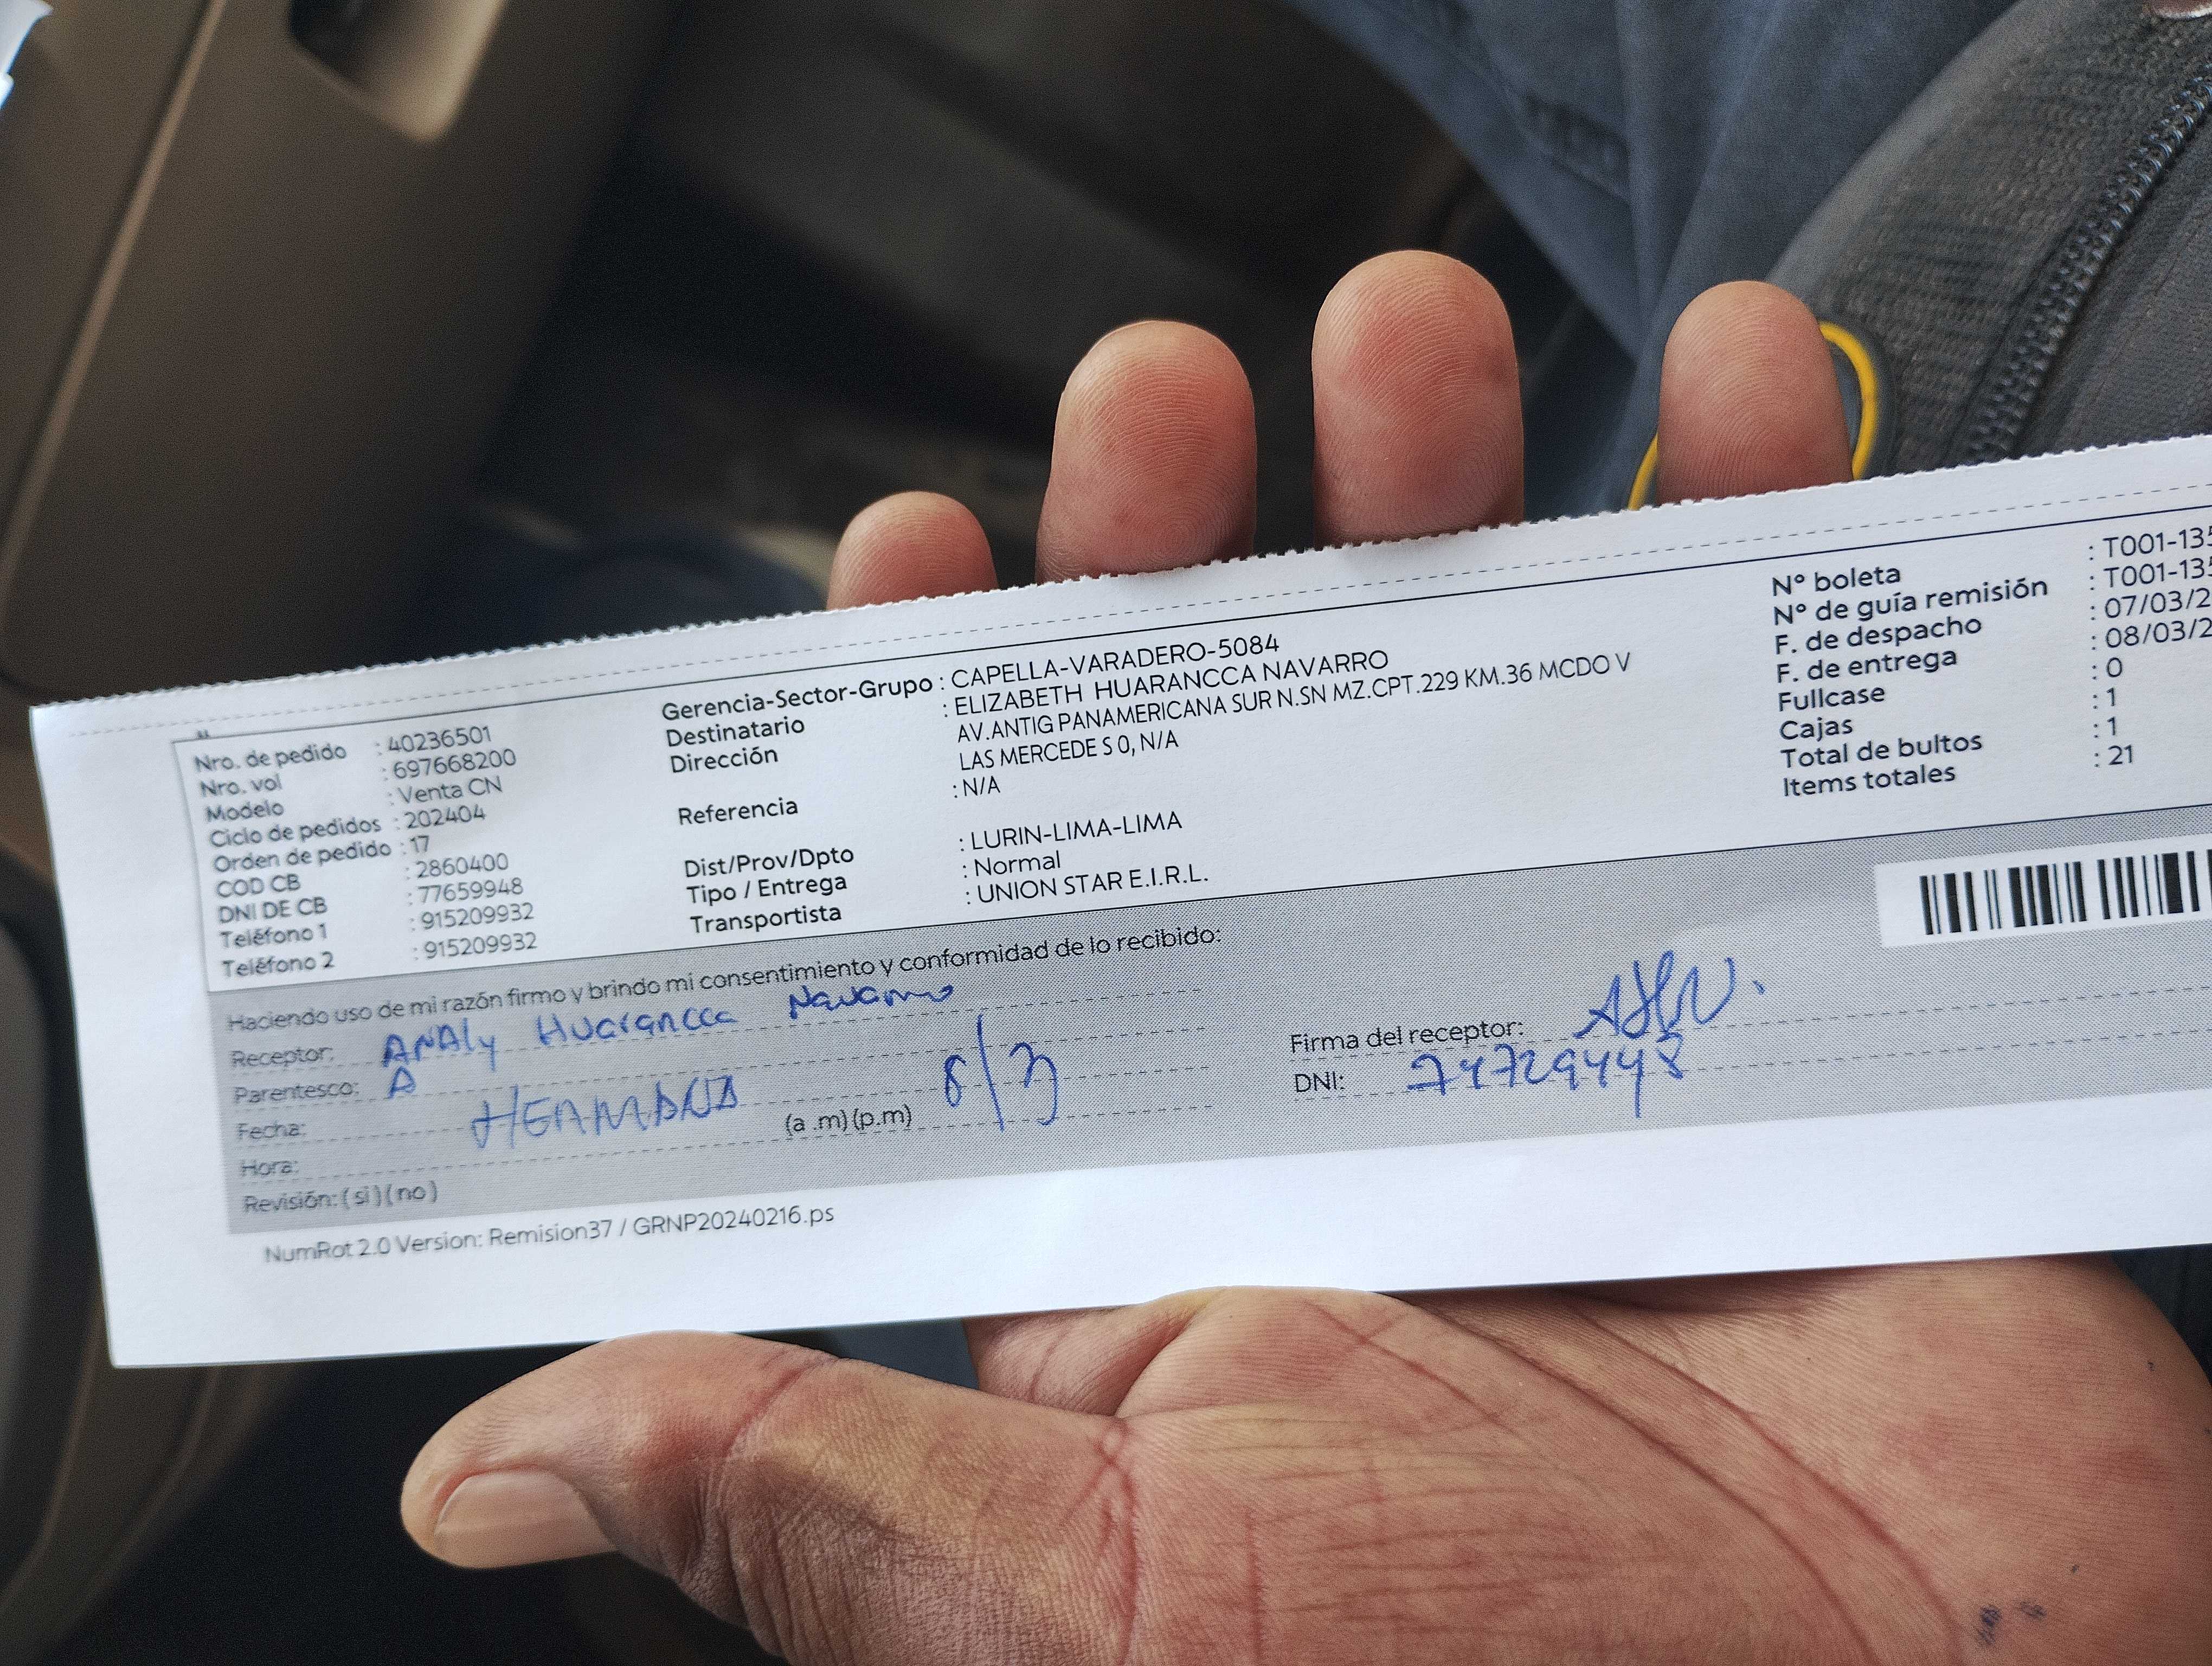 Nro. de pedido : 40236501
Nro. vol : 697668200
Modelo : Venta CN
Ciclo de pedidos : 202404
Orden de pedido : 17
COD CB : 2860400
DNI DE CB : 77659948
Teléfono 1 : 915209932
Teléfono 2 : 915209932
Gerencia-Sector-Grupo : CAPELLA-VARADERO-5084
Destinatario : ELIZABETH HUARANCCA NAVARRO
Dirección AV.ANTIG PANAMERICANA SUR N.SN MZ.CPT.229 KM.36 MCDO V
LAS MERCEDE S 0, N/A
Referencia : N/A
Dist/Prov/Dpto : LURIN-LIMA-LIMA
Tipo / Entrega : Normal
Transportista : UNION STAR E.I.R.L.
N° boleta : T001-135
N° de guía remisión : T001-135
F. de despacho : 07/03/2
F. de entrega : 08/03/2
Fullcase : 0
Cajas : 1
Total de bultos : 1
Items totales : 21
Haciendo uso de mi razón firmo y brindo mi consentimiento y conformidad de lo recibido:
Receptor: ANALy Huarancca Navarro
Parentesco:
Fecha: HERMANA 8/3
Hora: (a .m) (p.m)
Revisión: ( si ) ( no )
Firma del receptor: AHN.
DNI: 74729448
NumRot 2.0 Version: Remision37 / GRNP20240216.ps